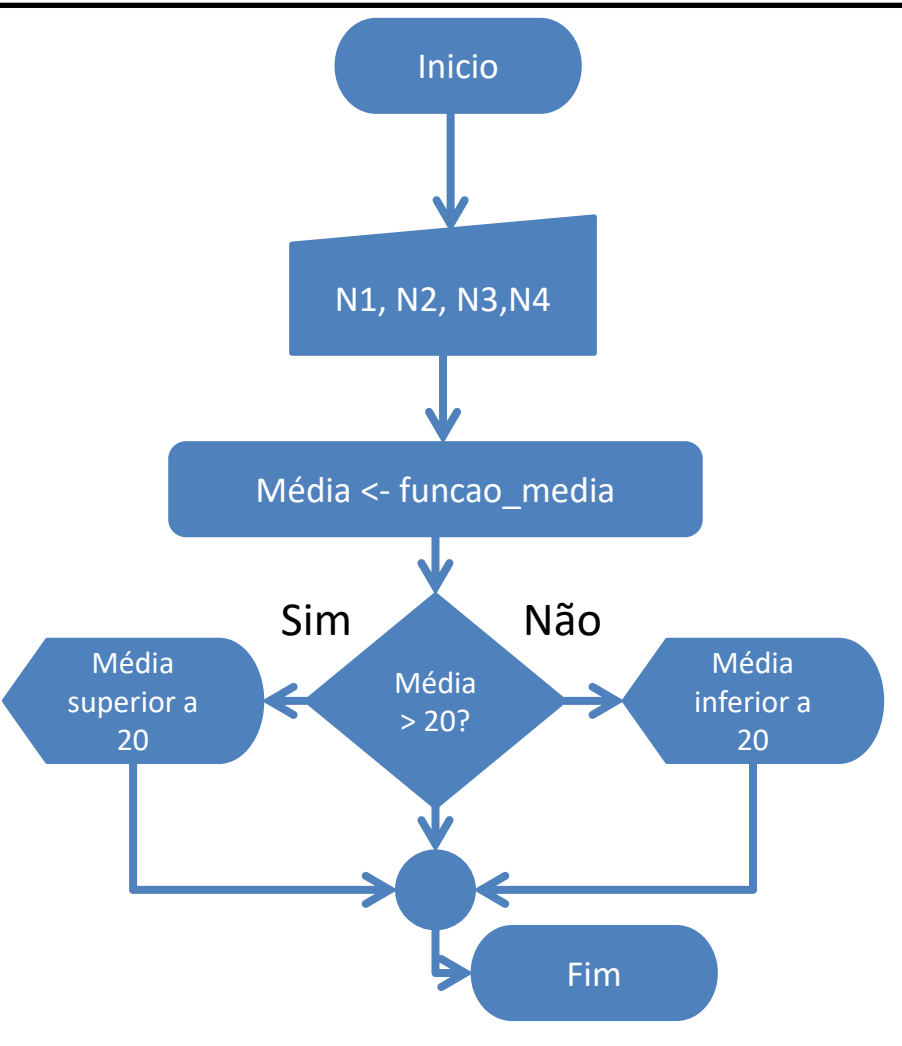 Inicio
N1, N2, N3,N4
Média <- funcao_media
Sim
Não
Média
superior a
20
Média
> 20?
Média
inferior a
20
Fim